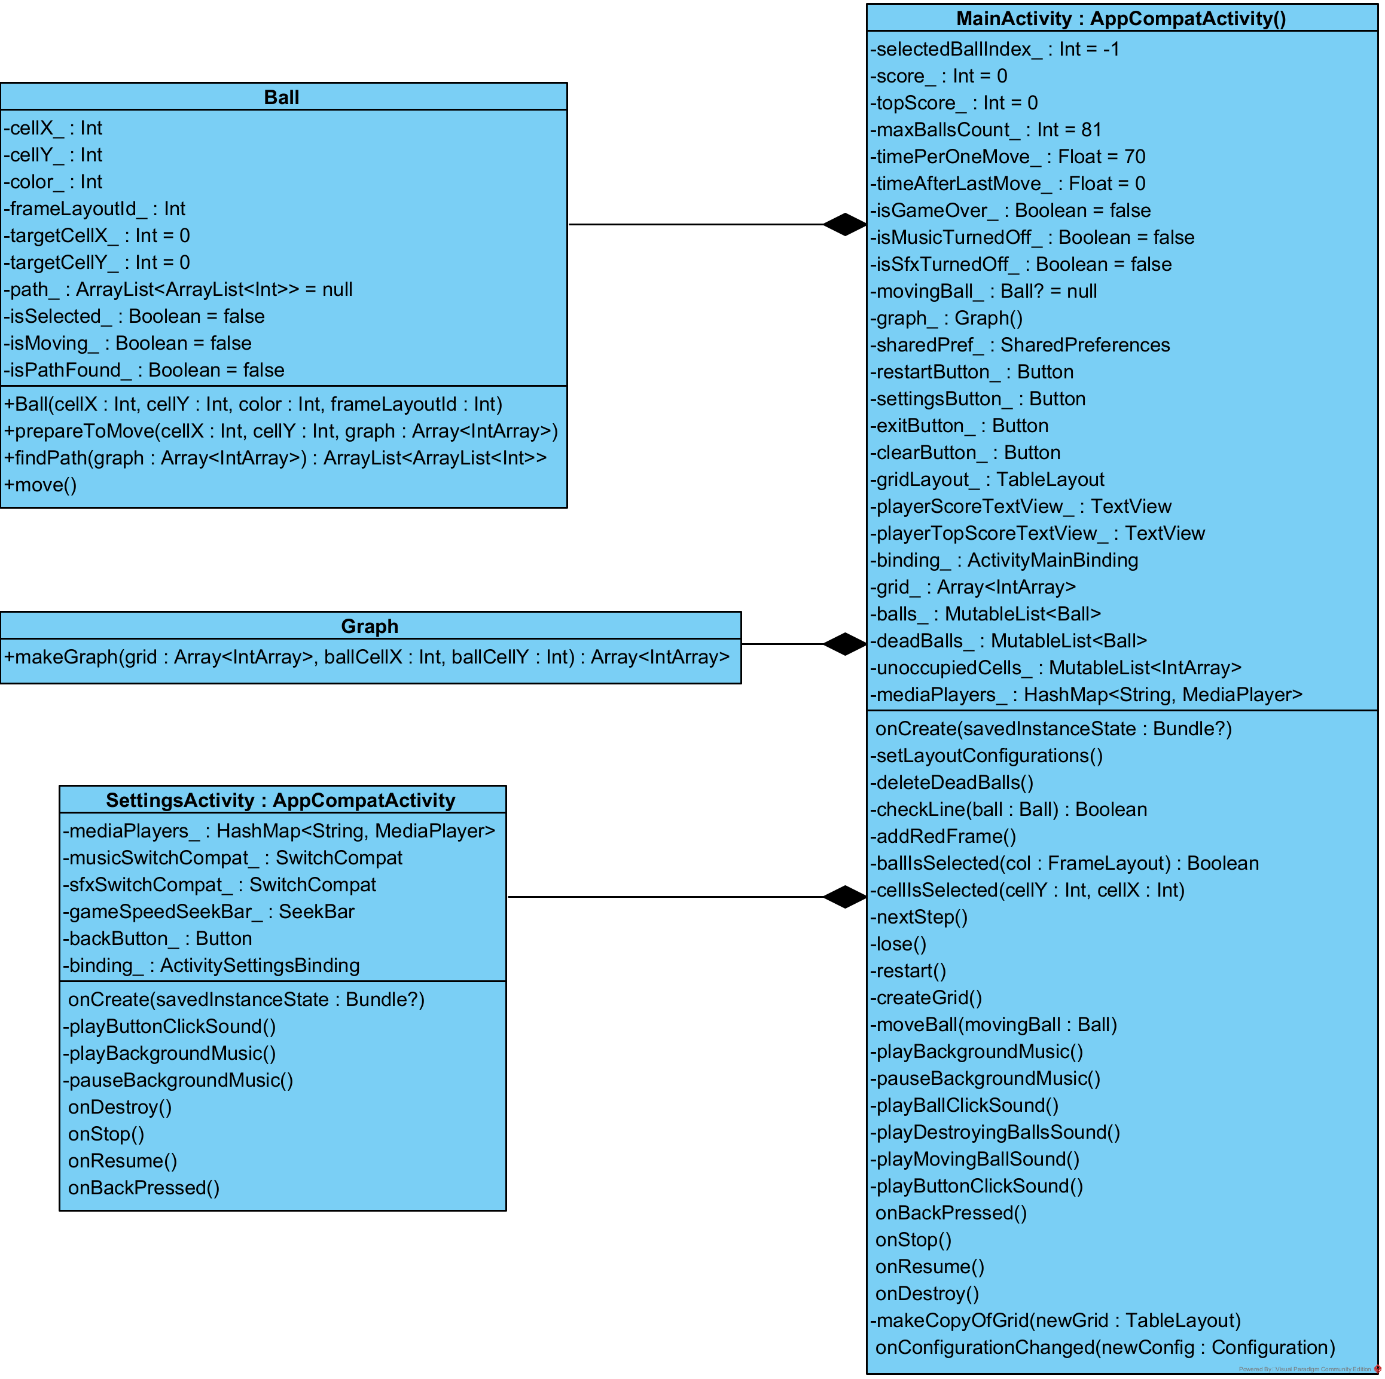 Ball
-cellX_ : Int
-cellY_ : Int
-color_ : Int
-frameLayoutId_ : Int
-targetCellX_ : Int = 0
-targetCellY_ : Int = 0
-path_ : ArrayList<ArrayList<Int>> = null
-isSelected_ : Boolean = false
-isMoving_ : Boolean = false
-isPathFound_ : Boolean = false
+Ball(cellX : Int, cellY : Int, color : Int, frameLayoutId : Int)
+prepareToMove(cellX : Int, cellY : Int, graph : Array<IntArray>)
+findPath(graph : Array<IntArray>) : ArrayList<ArrayList<Int>>
+move()
Graph
+makeGraph(grid : Array<IntArray>, ballCellX : Int, ballCellY : Int) : Array<IntArray>
SettingsActivity : AppCompatActivity
-mediaPlayers_ : HashMap<String, MediaPlayer>
-musicSwitchCompat_ : SwitchCompat
-sfxSwitchCompat_ : SwitchCompat
-gameSpeedSeekBar_ : SeekBar
-backButton_ : Button
-binding_ : ActivitySettingsBinding
onCreate(savedInstanceState : Bundle?)
-playButtonClickSound()
-playBackgroundMusic()
-pauseBackgroundMusic()
onDestroy()
onStop()
onResume()
onBackPressed()
MainActivity : AppCompatActivity()
-selectedBallIndex_ : Int = -1
-score_ : Int = 0
-topScore_ : Int = 0
-maxBallsCount_ : Int = 81
-timePerOneMove_ : Float = 70
-timeAfterLastMove_ : Float = 0
-isGameOver_ : Boolean = false
-isMusicTurnedOff_ : Boolean = false
-isSfxTurnedOff_ : Boolean = false
-movingBall_ : Ball? = null
-graph_ : Graph()
-sharedPref_ : SharedPreferences
-restartButton_ : Button
-settingsButton_ : Button
-exitButton_ : Button
-clearButton_ : Button
-gridLayout_ : TableLayout
-playerScoreTextView_ : TextView
-playerTopScoreTextView_ : TextView
-binding_ : ActivityMainBinding
-grid_ : Array<IntArray>
-balls_ : MutableList<Ball>
-deadBalls_ : MutableList<Ball>
-unoccupiedCells_ : MutableList<IntArray>
-mediaPlayers_ : HashMap<String, MediaPlayer>
onCreate(savedInstanceState : Bundle?)
-setLayoutConfigurations()
-deleteDeadBalls()
-checkLine(ball : Ball) : Boolean
-addRedFrame()
-ballIsSelected(col : FrameLayout) : Boolean
-cellIsSelected(cellY : Int, cellX : Int)
-nextStep()
-lose()
-restart()
-createGrid()
-moveBall(movingBall : Ball)
-playBackgroundMusic()
-pauseBackgroundMusic()
-playBallClickSound()
-playDestroyingBallsSound()
-playMovingBallSound()
-playButtonClickSound()
onBackPressed()
onStop()
onResume()
onDestroy()
-makeCopyOfGrid(newGrid : TableLayout)
onConfigurationChanged(newConfig : Configuration)
Powered By: Visual Paradigm Community Edition